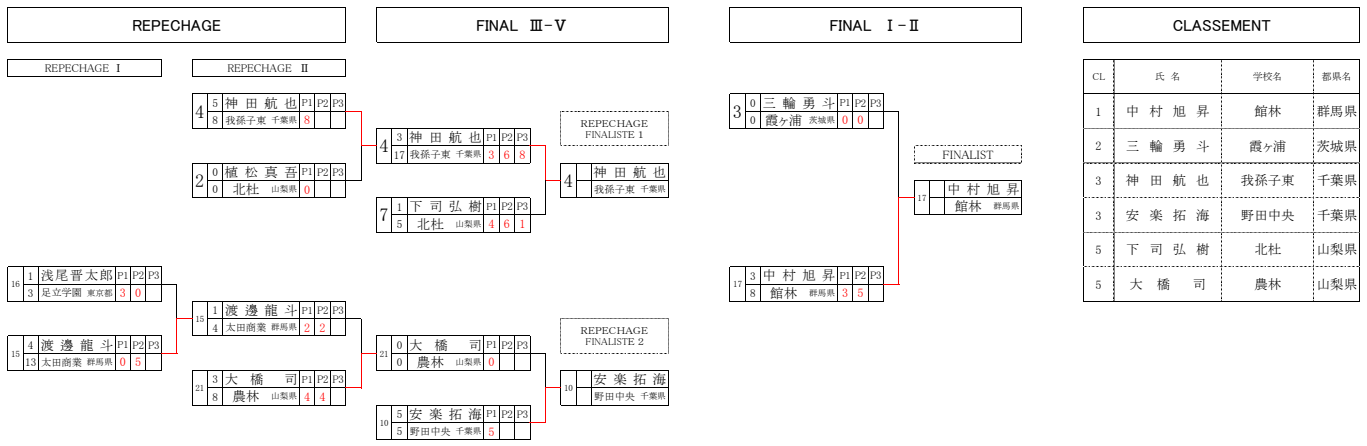 REPECHAGE
FINAL Ⅲ-Ⅴ
FINAL Ⅰ-Ⅱ
CLASSEMENT
REPECHAGE Ⅰ
REPECHAGE Ⅱ
4 5 神田航也 P1 P2 P3
8 我孫子東 千葉県 8
2 0 植松真吾 P1 P2 P3
0 北杜 山梨県 0
16 1 浅尾晋太郎 P1 P2 P3
3 足立学園 東京都 3 0
15 4 渡邊龍斗 P1 P2 P3
13 太田商業 群馬県 0 5
15 1 渡邊龍斗 P1 P2 P3
4 太田商業 群馬県 2 2
21 3 大橋 司 P1 P2 P3
8 農林 山梨県 4 4
4 3 神田航也 P1 P2 P3
17 我孫子東 千葉県 3 6 8
7 1 下司弘樹 P1 P2 P3
5 北杜 山梨県 4 6 1
REPECHAGE
FINALISTE 1
4 神田航也
我孫子東 千葉県
21 0 大橋 司 P1 P2 P3
0 農林 山梨県 0
10 5 安楽拓海 P1 P2 P3
5 野田中央 千葉県 5
REPECHAGE
FINALISTE 2
10 安楽拓海
野田中央 千葉県
3 0 三輪勇斗 P1 P2 P3
0 霞ヶ浦 茨城県 0 0
17 3 中村旭昇 P1 P2 P3
8 館林 群馬県 3 5
FINALIST
17 中村旭昇
館林 群馬県
CL 氏名 学校名 都県名
1 中村旭昇 館林 群馬県
2 三輪勇斗 霞ヶ浦 茨城県
3 神田航也 我孫子東 千葉県
3 安楽拓海 野田中央 千葉県
5 下司弘樹 北杜 山梨県
5 大橋 司 農林 山梨県